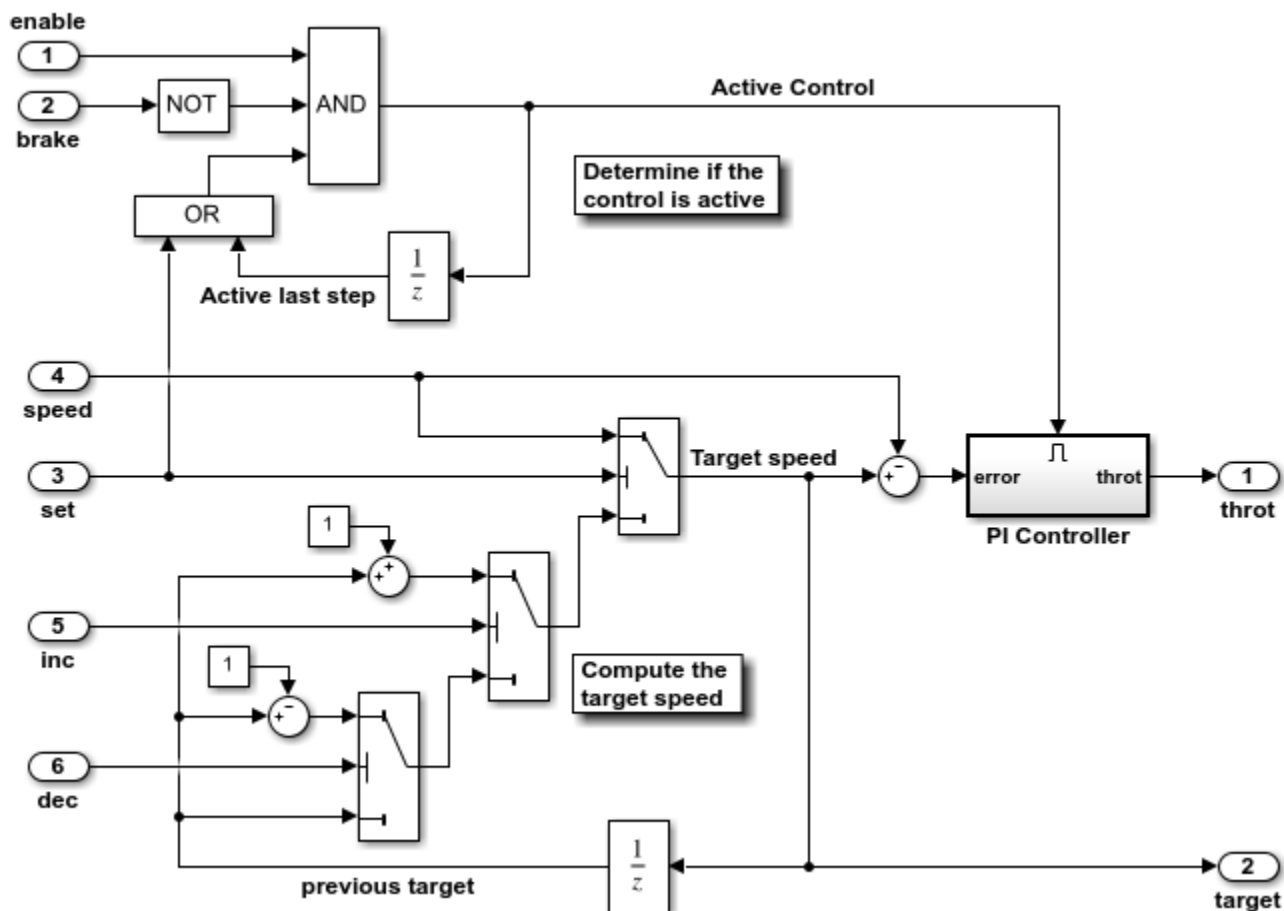 enable
1
2
brake
NOT
AND
OR
Active Control
Determine if the
control is active
1
z
Active last step
4
speed
3
set
Target speed
+
-
error
throt
PI Controller
1
throt
1
+
+
5
inc
1
+
-
Compute the
target speed
6
dec
1
z
previous target
2
target